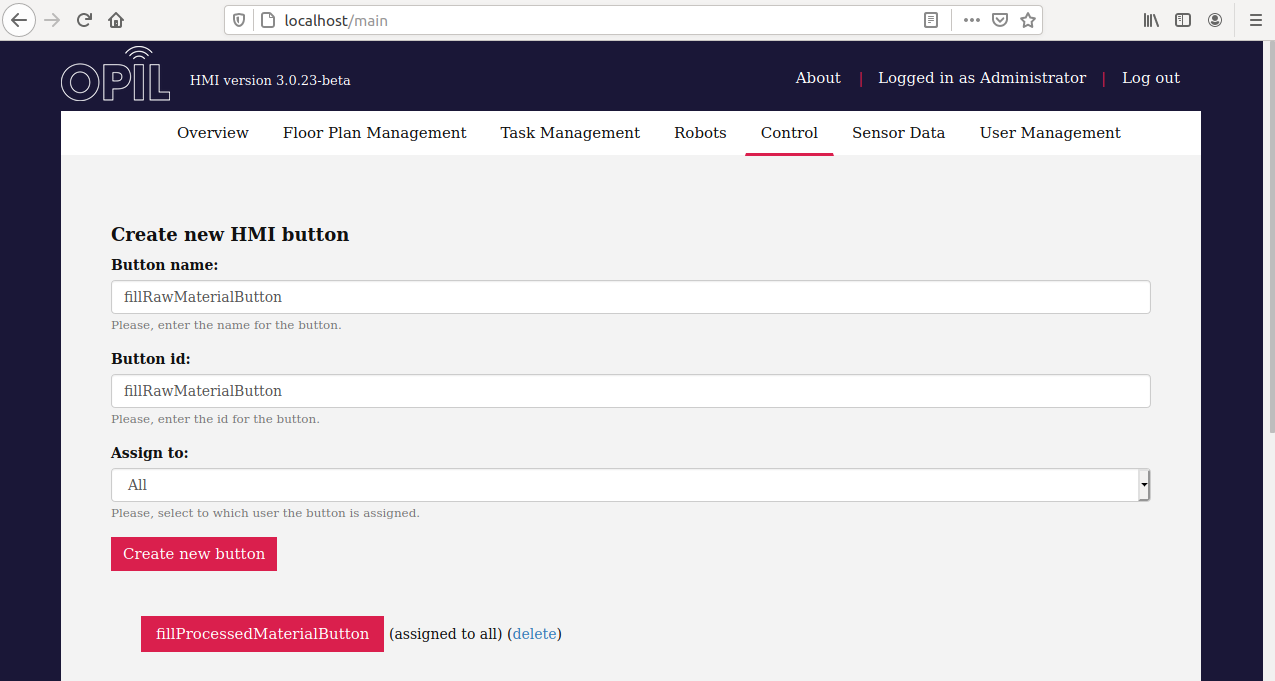 localhost/main
OPIL HMI version 3.0.23-beta About | Logged in as Administrator | Log out
Overview Floor Plan Management Task Management Robots Control Sensor Data User Management
Create new HMI button
Button name:
fillRawMaterialButton
Please, enter the name for the button.
Button id:
fillRawMaterialButton
Please, enter the id for the button.
Assign to:
All
Please, select to which user the button is assigned.
Create new button
fillProcessedMaterialButton (assigned to all) (delete)